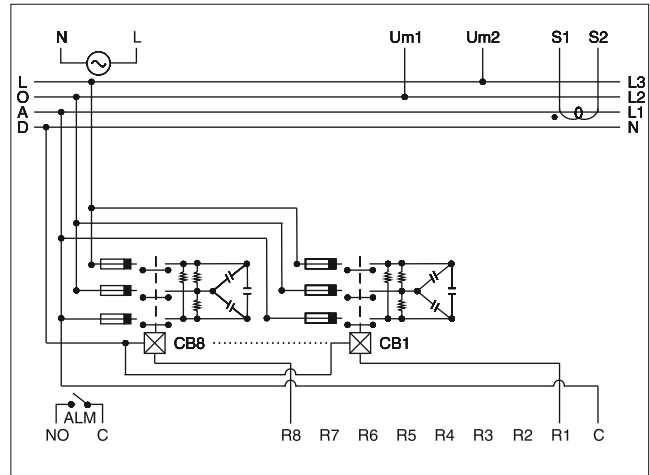 N L Um1 Um2 S1 S2
L L3
O L2
A L1
D N
CB8 CB1
ALM
NO C R8 R7 R6 R5 R4 R3 R2 R1 C